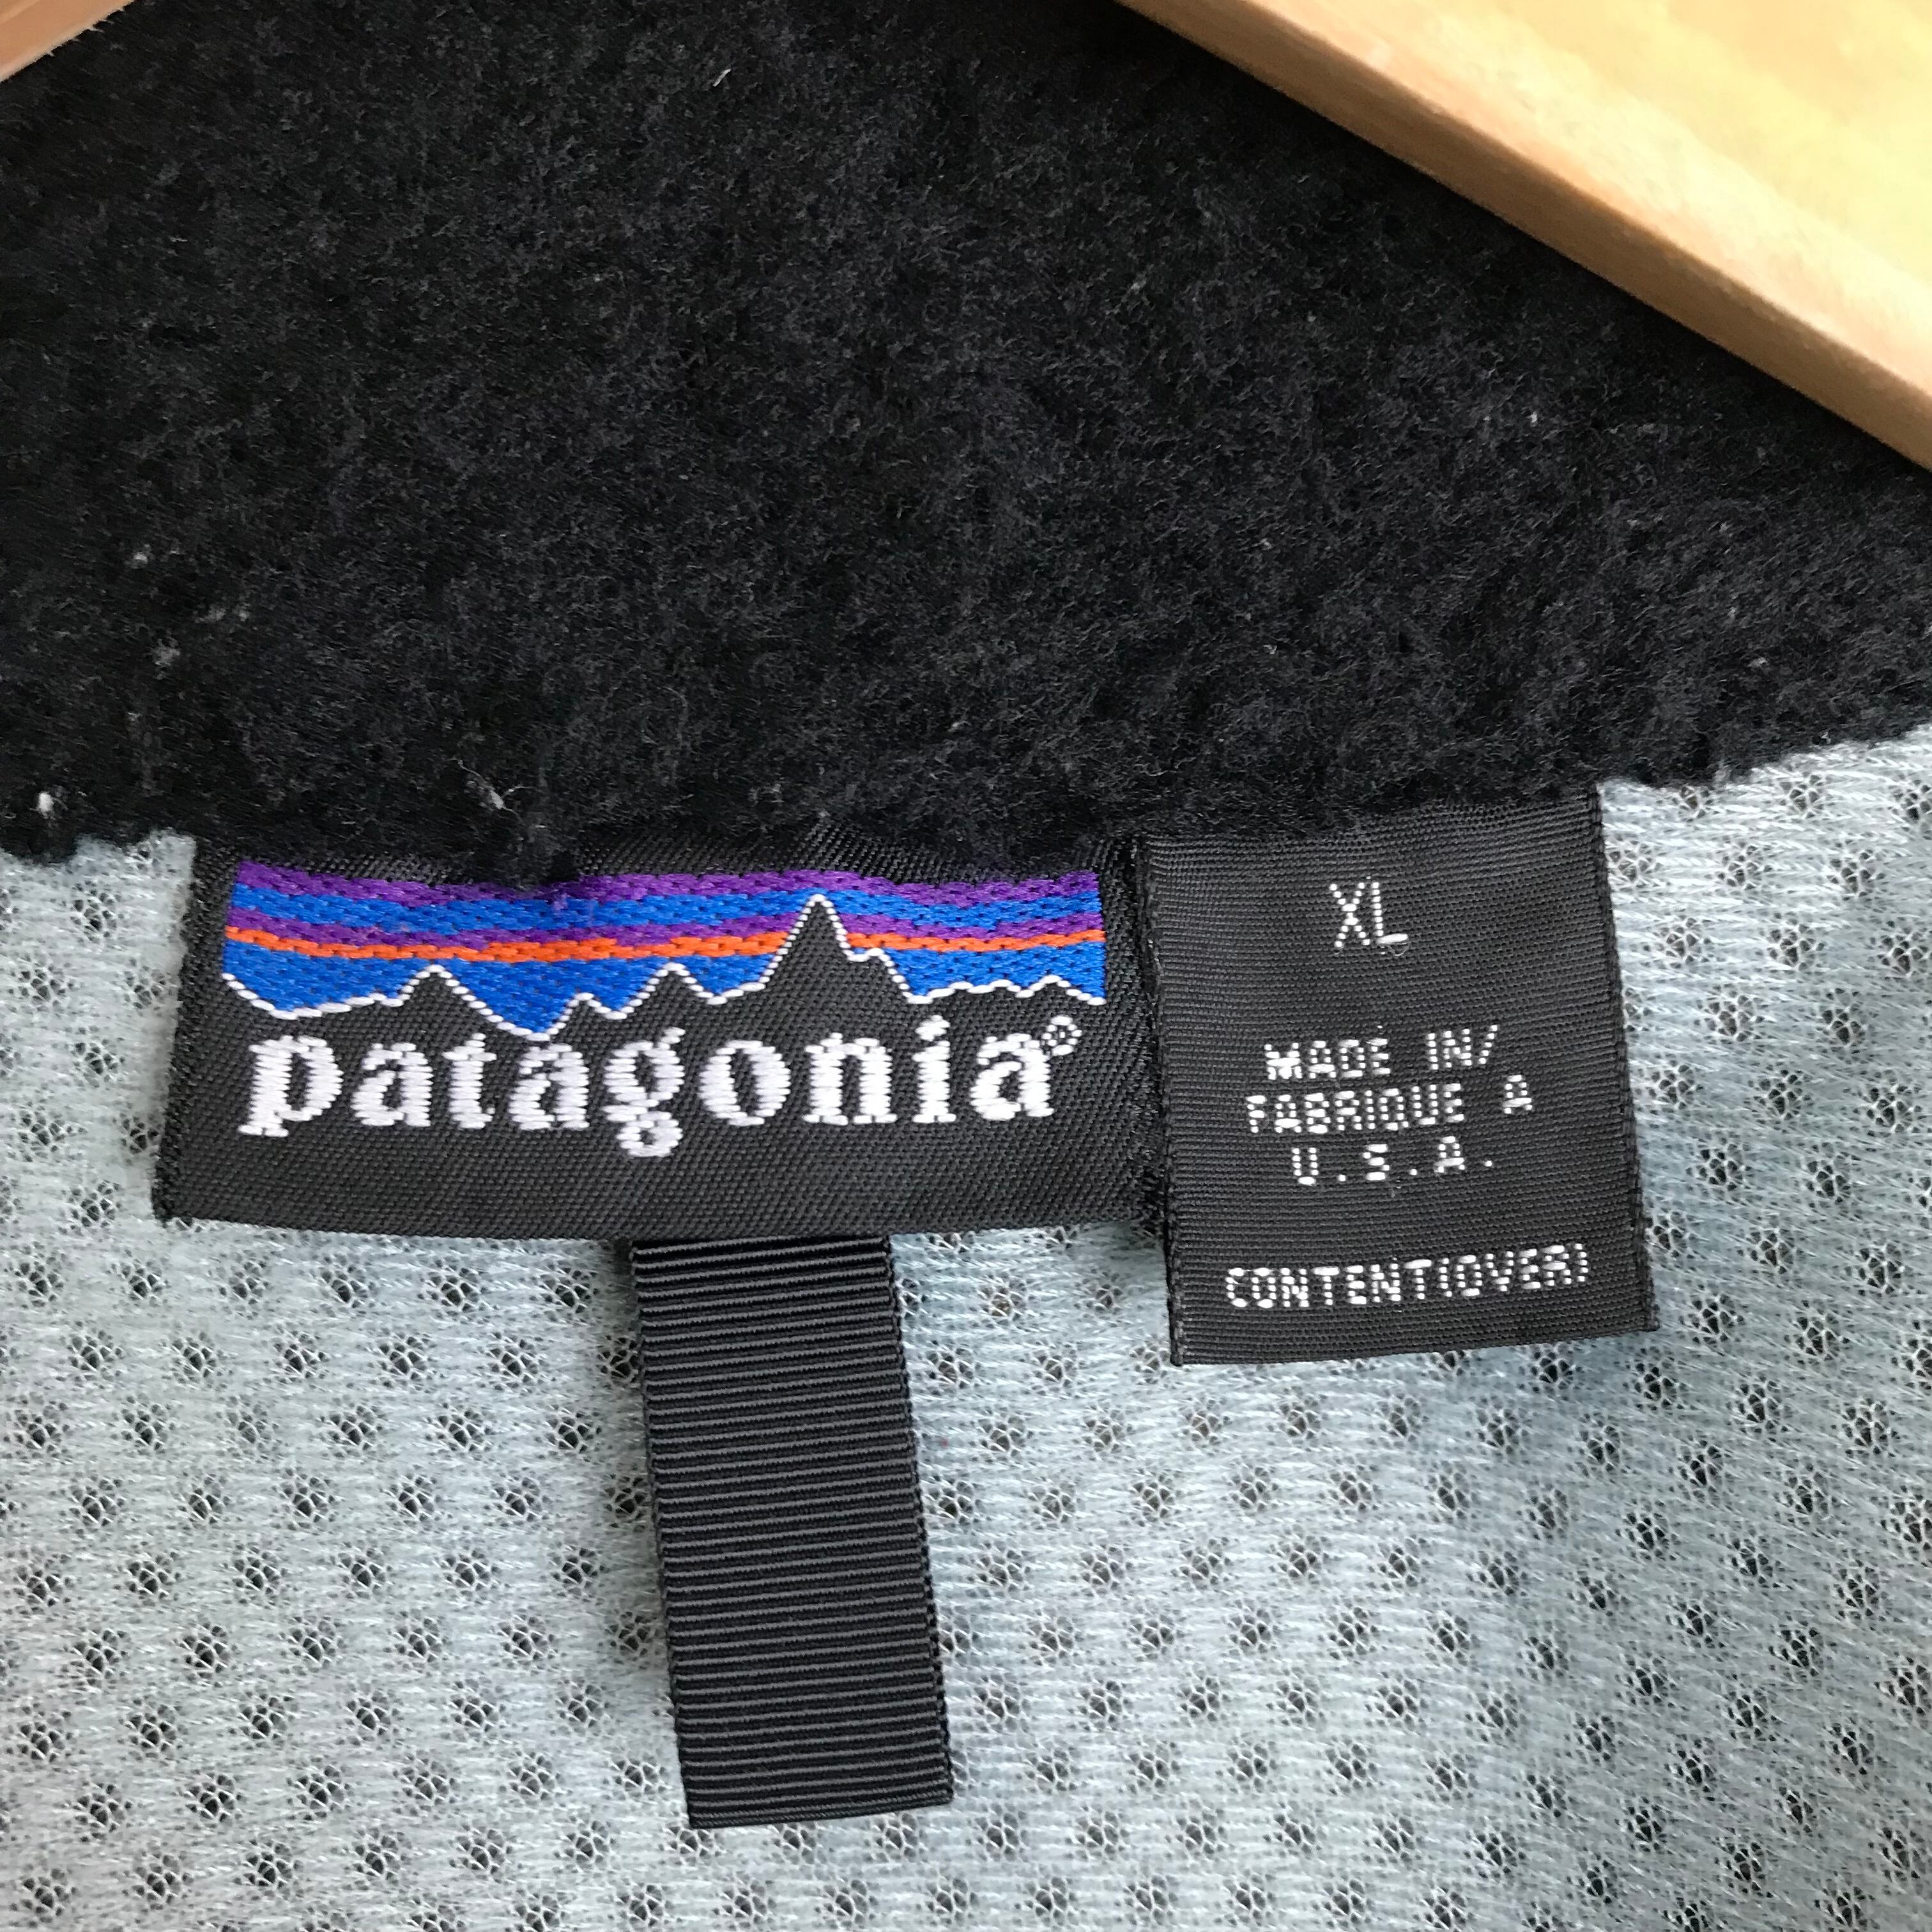 patagonia®
XL
MADE IN/
FABRIQUE A
U.S.A.
CONTENT(OVER)